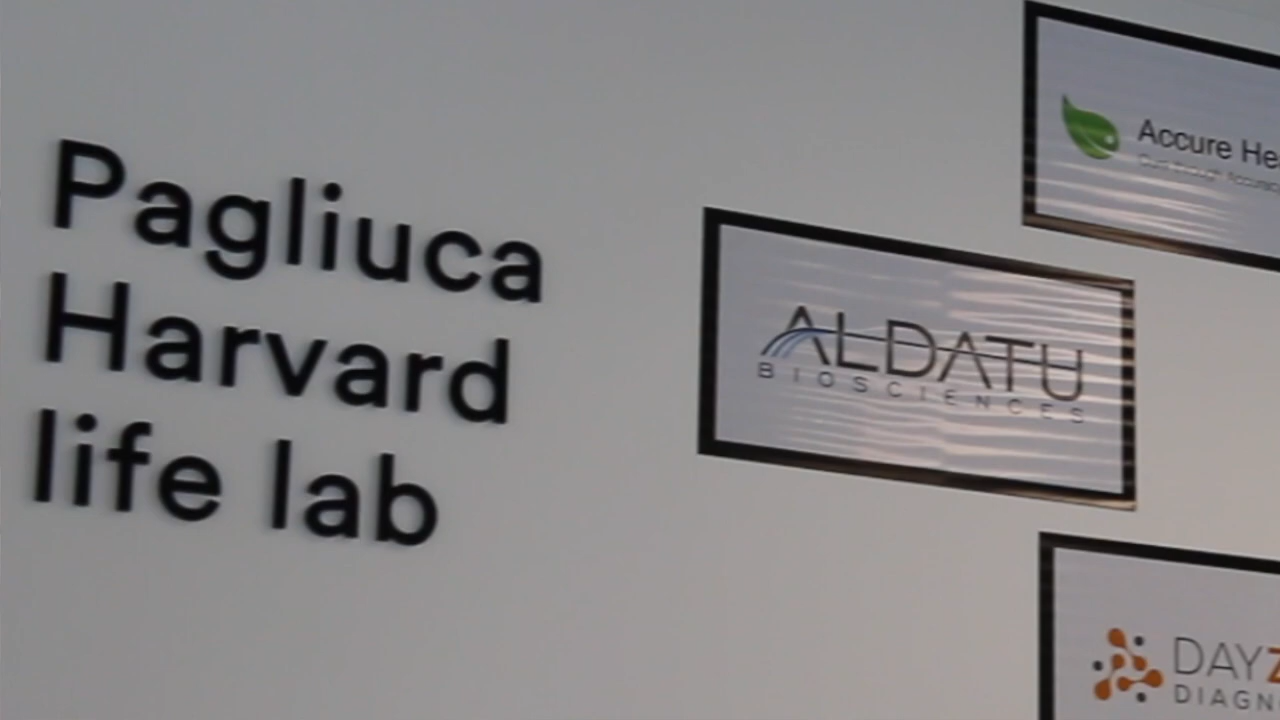 Pagliuca
Harvard
life lab
Accure He
ALDATU
BIOSCIENCES
DAYZ
DIAGN